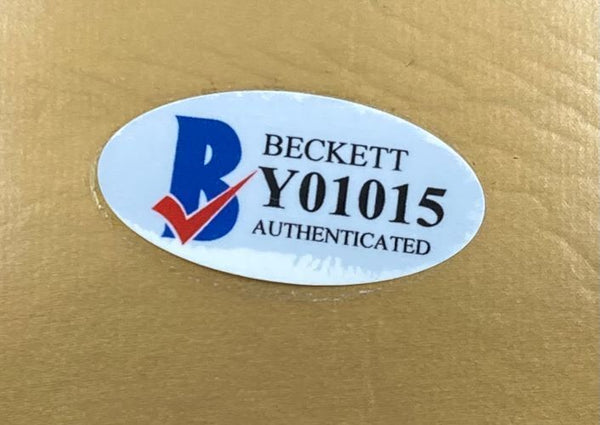 B
BECKETT
Y01015
AUTHENTICATED